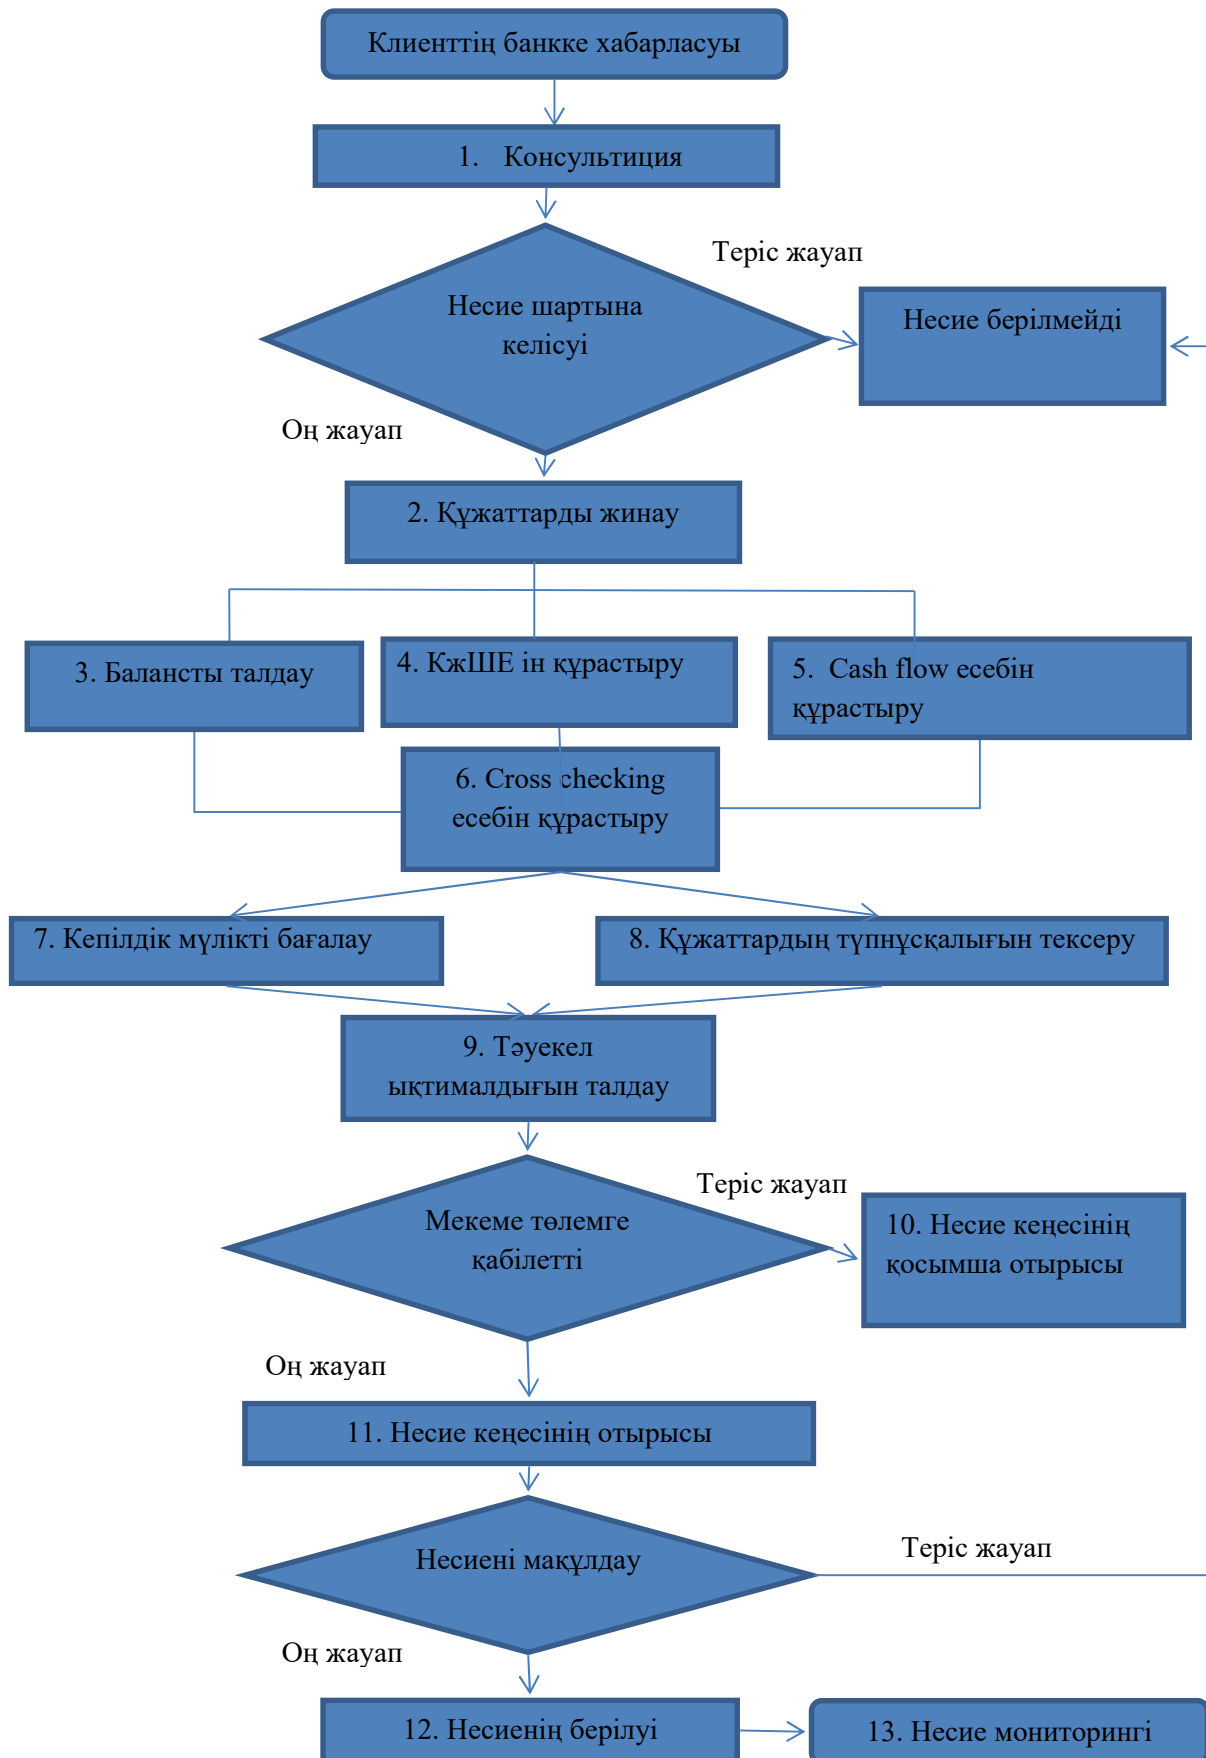 Клиенттің банкке хабарласуы
1. Консультиция
Теріс жауап
Несие шартына
келісуі
Несие берілмейді
Оң жауап
2. Құжаттарды жинау
3. Балансты талдау
4. КжШЕ ін құрастыру
5. Cash flow есебін
құрастыру
6. Cross checking
есебін құрастыру
7. Кепілдік мүлікті бағалау
8. Құжаттардың түпнұсқалығын тексеру
9. Тәуекел
ықтималдығын талдау
Теріс жауап
Мекеме төлемге
қабілетті
10. Несие кеңесінің
қосымша отырысы
Оң жауап
11. Несие кеңесінің отырысы
Несиені мақұлдау
Теріс жауап
Оң жауап
12. Несиенің берілуі
13. Несие мониторингі